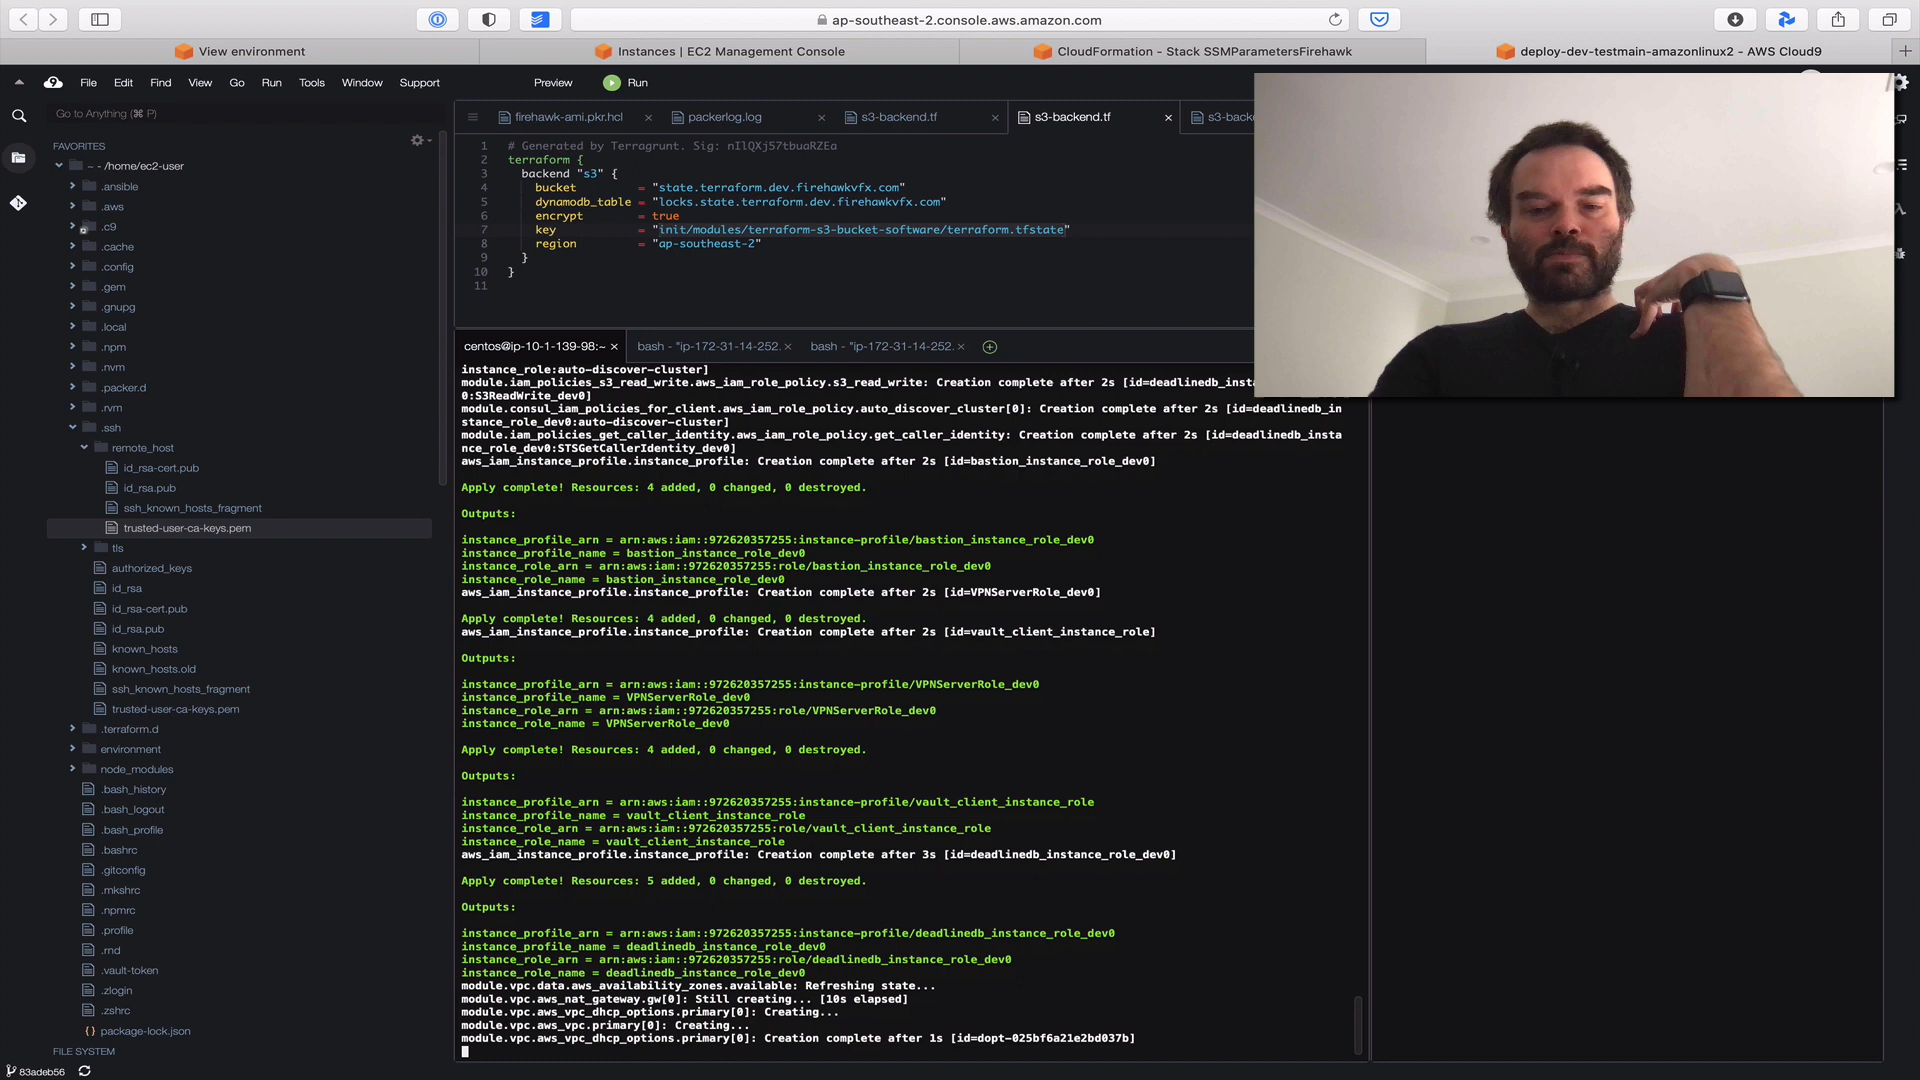 ap-southeast-2.console.aws.amazon.com
View environment
Instances | EC2 Management Console
CloudFormation - Stack SSMParametersFirehawk
deploy-dev-testmain-amazonlinux2 - AWS Cloud9
File Edit Find View Go Run Tools Window Support Preview Run
Go to Anything (⌘ P)
firehawk-ami.pkr.hcl
packerlog.log
s3-backend.tf
s3-backend.tf
s3-back
FAVORITES
~ - /home/ec2-user
.ansible
.aws
.c9
.cache
.config
.gem
.gnupg
.local
.npm
.nvm
.packer.d
.rvm
.ssh
remote_host
id_rsa-cert.pub
id_rsa.pub
ssh_known_hosts_fragment
trusted-user-ca-keys.pem
tls
authorized_keys
id_rsa
id_rsa-cert.pub
id_rsa.pub
known_hosts
known_hosts.old
ssh_known_hosts_fragment
trusted-user-ca-keys.pem
.terraform.d
environment
node_modules
.bash_history
.bash_logout
.bash_profile
.bashrc
.gitconfig
.mkshrc
.npmrc
.profile
.rnd
.vault-token
.zlogin
.zshrc
package-lock.json
FILE SYSTEM
83adeb56
1 # Generated by Terragrunt. Sig: nIlQXj57tbuaRZEa
2 terraform {
3 backend "s3" {
4 bucket = "state.terraform.dev.firehawkvfx.com"
5 dynamodb_table = "locks.state.terraform.dev.firehawkvfx.com"
6 encrypt = true
7 key = "init/modules/terraform-s3-bucket-software/terraform.tfstate"
8 region = "ap-southeast-2"
9 }
10 }
11
centos@ip-10-1-139-98:~
bash - "ip-172-31-14-252.
bash - "ip-172-31-14-252.
instance_role:auto-discover-cluster]
module.iam_policies_s3_read_write.aws_iam_role_policy.s3_read_write: Creation complete after 2s [id=deadlinedb_insta
0:S3ReadWrite_dev0]
module.consul_iam_policies_for_client.aws_iam_role_policy.auto_discover_cluster[0]: Creation complete after 2s [id=deadlinedb_in
stance_role_dev0:auto-discover-cluster]
module.iam_policies_get_caller_identity.aws_iam_role_policy.get_caller_identity: Creation complete after 2s [id=deadlinedb_insta
nce_role_dev0:STSGetCallerIdentity_dev0]
aws_iam_instance_profile.instance_profile: Creation complete after 2s [id=bastion_instance_role_dev0]
Apply complete! Resources: 4 added, 0 changed, 0 destroyed.
Outputs:
instance_profile_arn = arn:aws:iam::972620357255:instance-profile/bastion_instance_role_dev0
instance_profile_name = bastion_instance_role_dev0
instance_role_arn = arn:aws:iam::972620357255:role/bastion_instance_role_dev0
instance_role_name = bastion_instance_role_dev0
aws_iam_instance_profile.instance_profile: Creation complete after 2s [id=VPNServerRole_dev0]
Apply complete! Resources: 4 added, 0 changed, 0 destroyed.
aws_iam_instance_profile.instance_profile: Creation complete after 2s [id=vault_client_instance_role]
Outputs:
instance_profile_arn = arn:aws:iam::972620357255:instance-profile/VPNServerRole_dev0
instance_profile_name = VPNServerRole_dev0
instance_role_arn = arn:aws:iam::972620357255:role/VPNServerRole_dev0
instance_role_name = VPNServerRole_dev0
Apply complete! Resources: 4 added, 0 changed, 0 destroyed.
Outputs:
instance_profile_arn = arn:aws:iam::972620357255:instance-profile/vault_client_instance_role
instance_profile_name = vault_client_instance_role
instance_role_arn = arn:aws:iam::972620357255:role/vault_client_instance_role
instance_role_name = vault_client_instance_role
aws_iam_instance_profile.instance_profile: Creation complete after 3s [id=deadlinedb_instance_role_dev0]
Apply complete! Resources: 5 added, 0 changed, 0 destroyed.
Outputs:
instance_profile_arn = arn:aws:iam::972620357255:instance-profile/deadlinedb_instance_role_dev0
instance_profile_name = deadlinedb_instance_role_dev0
instance_role_arn = arn:aws:iam::972620357255:role/deadlinedb_instance_role_dev0
instance_role_name = deadlinedb_instance_role_dev0
module.vpc.data.aws_availability_zones.available: Refreshing state...
module.vpc.aws_nat_gateway.gw[0]: Still creating... [10s elapsed]
module.vpc.aws_vpc_dhcp_options.primary[0]: Creating...
module.vpc.aws_vpc.primary[0]: Creating...
module.vpc.aws_vpc_dhcp_options.primary[0]: Creation complete after 1s [id=dopt-025bf6a21e2bd037b]